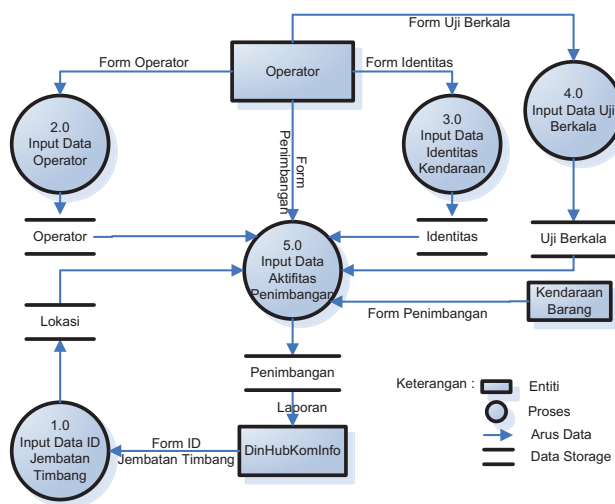 Form Uji Berkala
Form Operator
Operator
Form Identitas
2.0
Input Data
Operator
Form
Penimbangan
3.0
Input Data
Identitas
Kendaraan
4.0
Input Data Uji
Berkala
Operator
5.0
Input Data
Aktifitas
Penimbangan
Identitas
Uji Berkala
Lokasi
Form Penimbangan
Kendaraan
Barang
Penimbangan
Laporan
1.0
Input Data ID
Jembatan
Timbang
Form ID
Jembatan Timbang
DinHubKomInfo
Keterangan :
Entiti
Proses
Arus Data
Data Storage